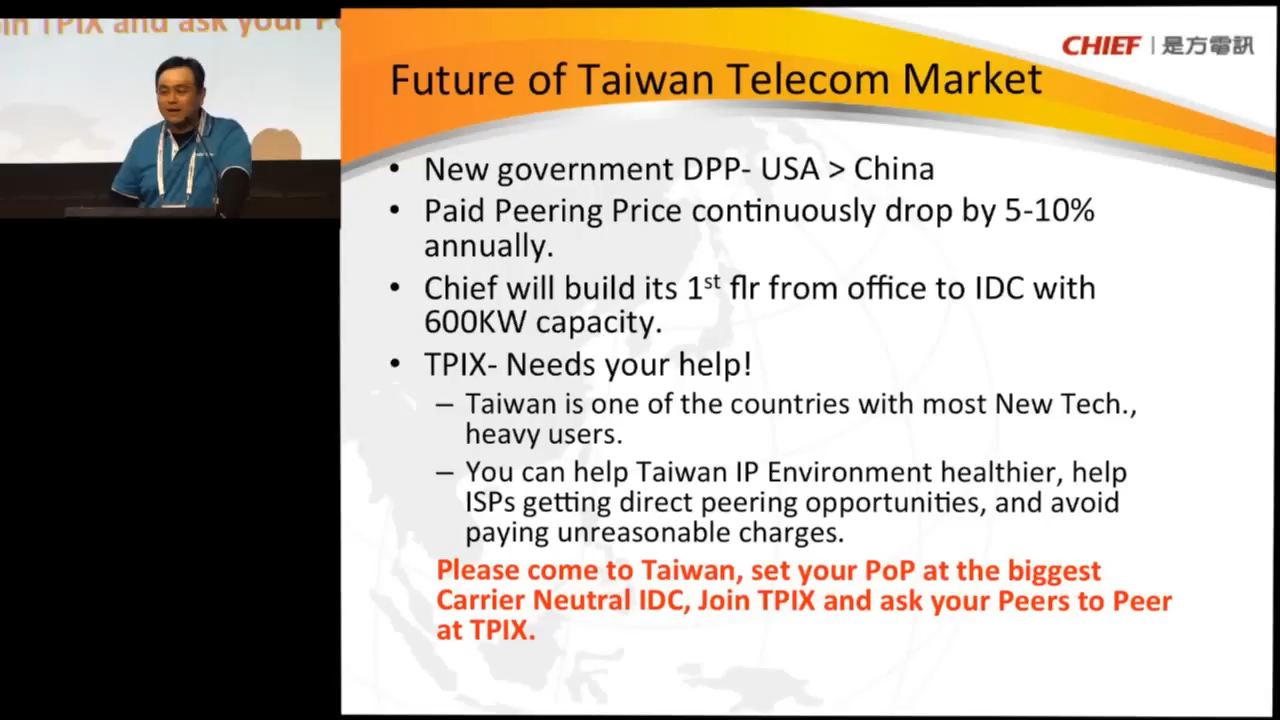 in TPIX and ask your P
CHIEF | 是方電訊
Future of Taiwan Telecom Market
• New government DPP- USA > China
• Paid Peering Price continuously drop by 5-10%
annually.
• Chief will build its 1st flr from office to IDC with
600KW capacity.
• TPIX- Needs your help!
– Taiwan is one of the countries with most New Tech.,
heavy users.
– You can help Taiwan IP Environment healthier, help
ISPs getting direct peering opportunities, and avoid
paying unreasonable charges.
Please come to Taiwan, set your PoP at the biggest
Carrier Neutral IDC, Join TPIX and ask your Peers to Peer
at TPIX.